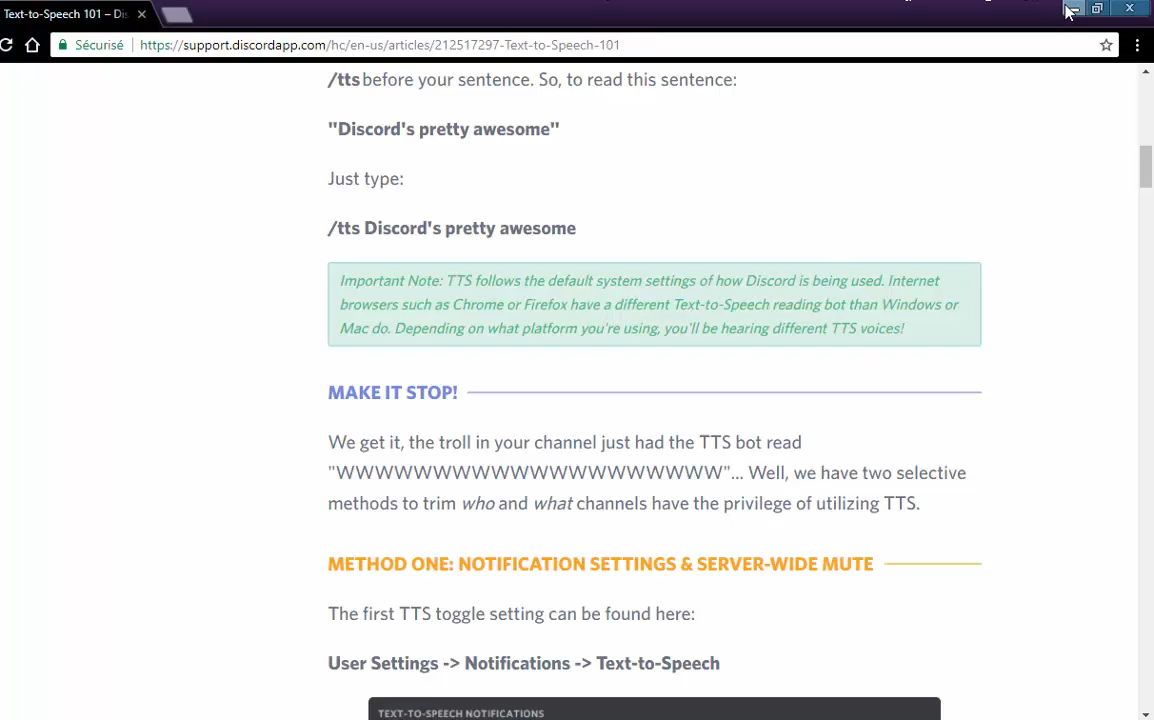 Text-to-Speech 101 – Dis
Sécurisé
https://support.discordapp.com/hc/en-us/articles/212517297-Text-to-Speech-101
/tts before your sentence. So, to read this sentence:
"Discord's pretty awesome"
Just type:
/tts Discord's pretty awesome
Important Note: TTS follows the default system settings of how Discord is being used. Internet
browsers such as Chrome or Firefox have a different Text-to-Speech reading bot than Windows or
Mac do. Depending on what platform you're using, you'll be hearing different TTS voices!
MAKE IT STOP!
We get it, the troll in your channel just had the TTS bot read
"WWWWWWWWWWWWWWWWWWWWW"... Well, we have two selective
methods to trim who and what channels have the privilege of utilizing TTS.
METHOD ONE: NOTIFICATION SETTINGS & SERVER-WIDE MUTE
The first TTS toggle setting can be found here:
User Settings -> Notifications -> Text-to-Speech
TEXT-TO-SPEECH NOTIFICATIONS